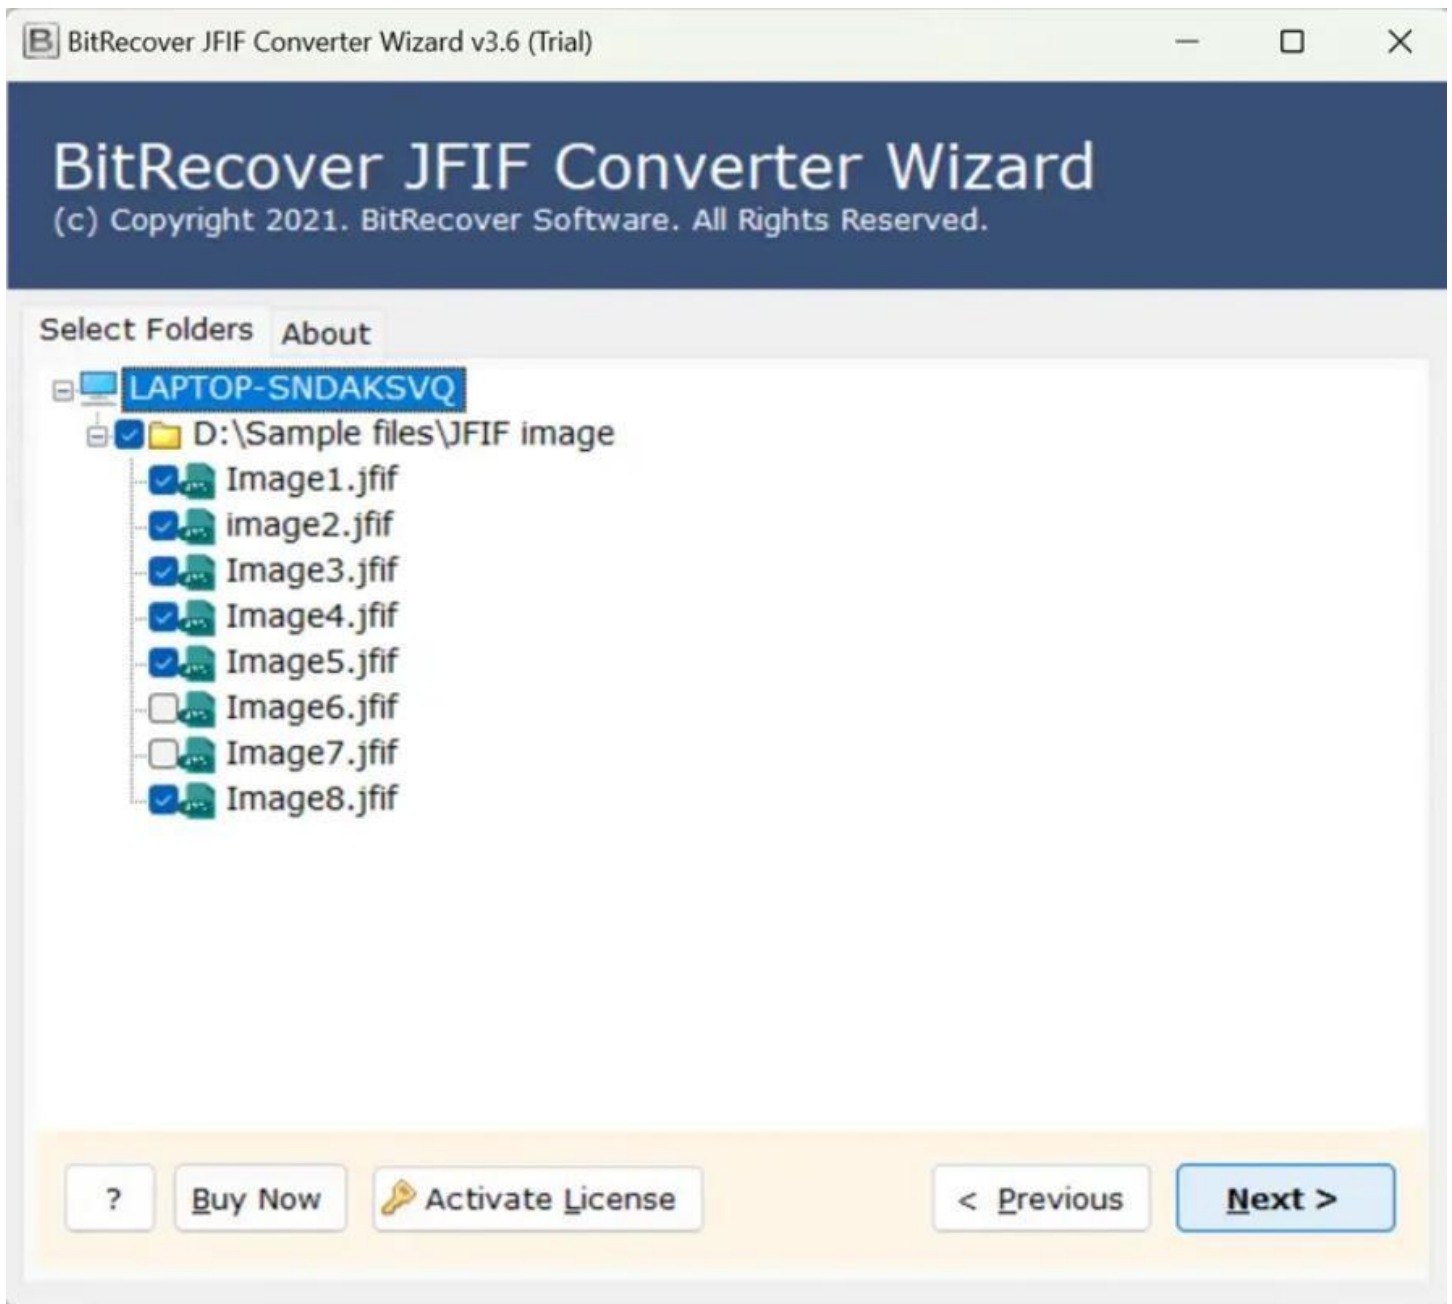 BitRecover JFIF Converter Wizard v3.6 (Trial)
BitRecover JFIF Converter Wizard
(c) Copyright 2021. BitRecover Software. All Rights Reserved.
Select Folders About
LAPTOP-SNDAKSVQ
D:\Sample files\JFIF image
Image1.jfif
image2.jfif
Image3.jfif
Image4.jfif
Image5.jfif
Image6.jfif
Image7.jfif
Image8.jfif
? Buy Now Activate License < Previous Next >